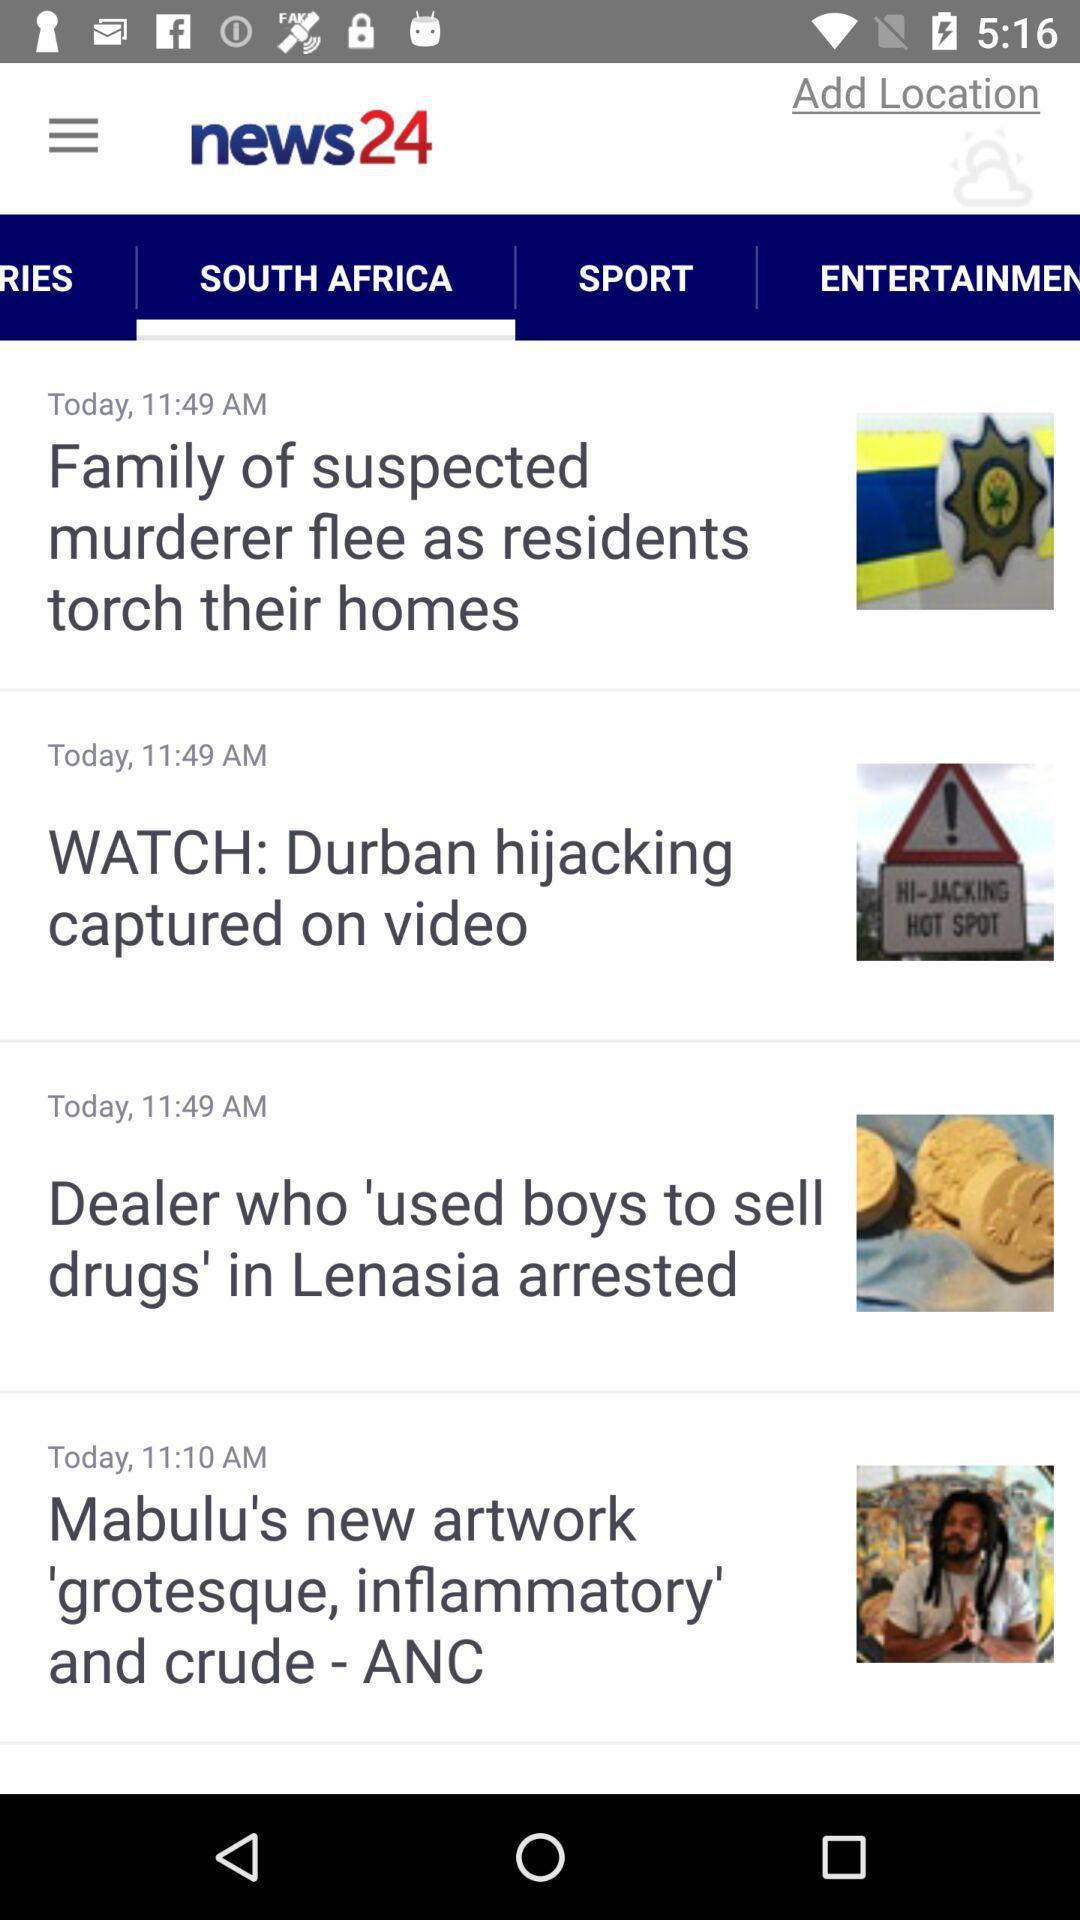 FAKE
5:16
Add Location
news24
RIES
SOUTH AFRICA
SPORT
ENTERTAINMEN
Today, 11:49 AM
Family of suspected
murderer flee as residents
torch their homes
Today, 11:49 AM
WATCH: Durban hijacking
captured on video
HI-JACKING
HOT SPOT
Today, 11:49 AM
Dealer who 'used boys to sell
drugs' in Lenasia arrested
Today, 11:10 AM
Mabulu's new artwork
'grotesque, inflammatory'
and crude - ANC